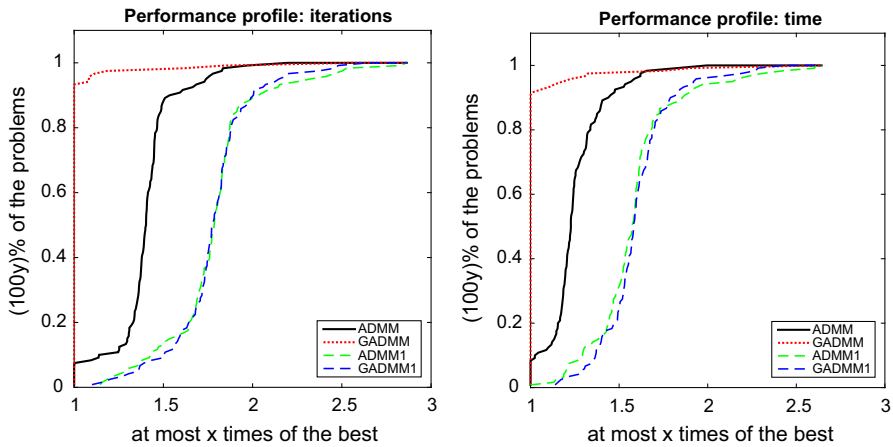 Performance profile: iterations
1
0.8
0.6
0.4
0.2
0
(100y)% of the problems
1
1.5
2
2.5
3
at most x times of the best
ADMM
GADMM
ADMM1
GADMM1
Performance profile: time
1
0.8
0.6
0.4
0.2
0
(100y)% of the problems
1
1.5
2
2.5
3
at most x times of the best
ADMM
GADMM
ADMM1
GADMM1